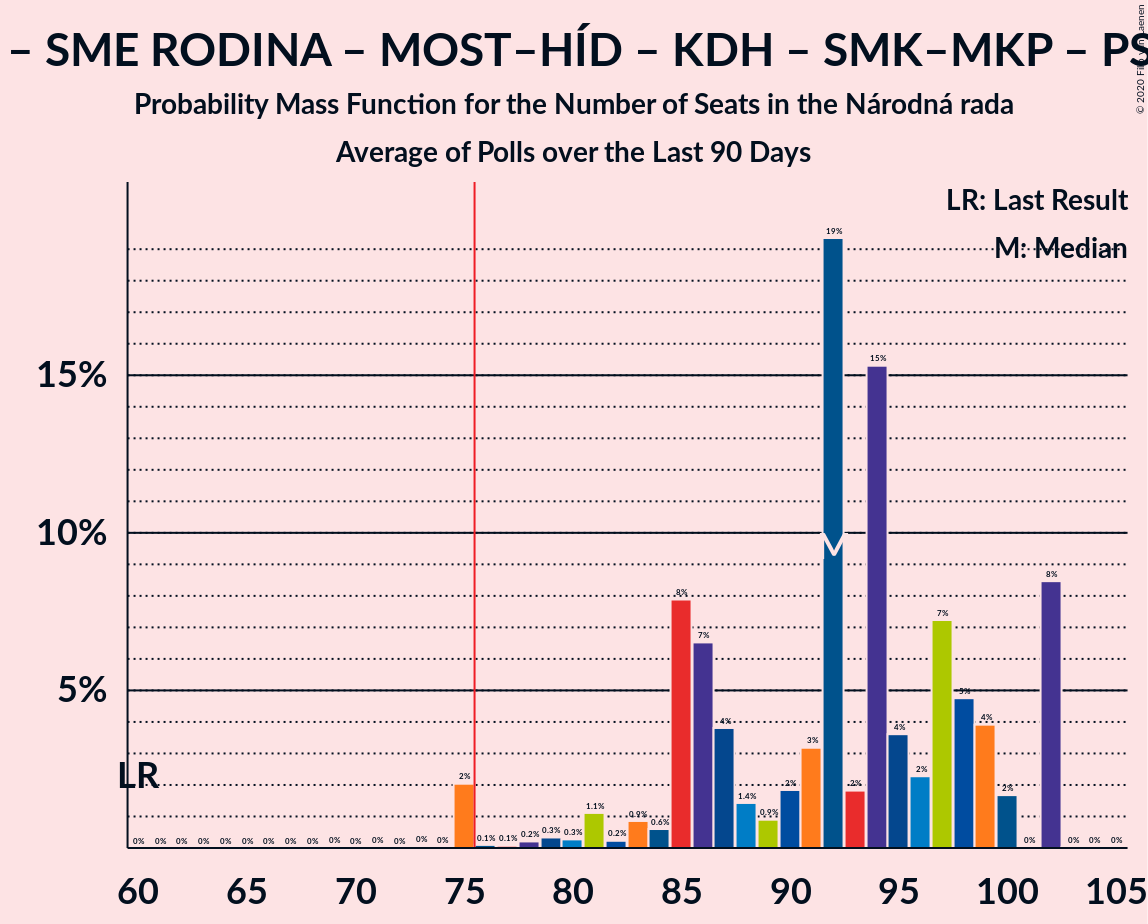 – SME RODINA – MOST–HÍD – KDH – SMK–MKP – PS
Probability Mass Function for the Number of Seats in the Národná rada
Average of Polls over the Last 90 Days
LR: Last Result
M: Median
15%
10%
5%
LR
0% 0% 0% 0% 0% 0% 0% 0% 0% 0% 0% 0% 0% 0% 0% 2% 0.1% 0.1% 0.2% 0.3% 0.3% 1.1% 0.2% 0.9% 0.6% 8% 6% 4% 1.4% 0.9% 2% 3% 19% 2% 15% 4% 2% 7% 5% 4% 2% 0% 8% 0% 0% 0%
60 65 70 75 80 85 90 95 100 105